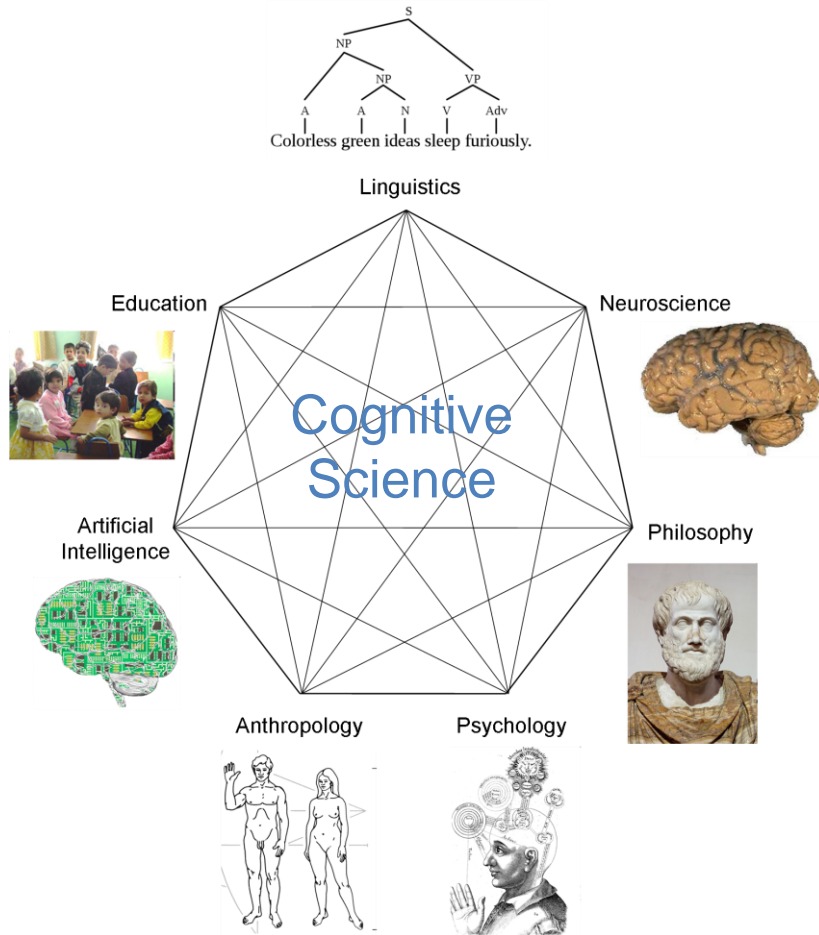 S
NP
NP VP
A A N V Adv
Colorless green ideas sleep furiously.
Linguistics
Education
Neuroscience
Cognitive
Science
Artificial
Intelligence
Philosophy
Anthropology
Psychology